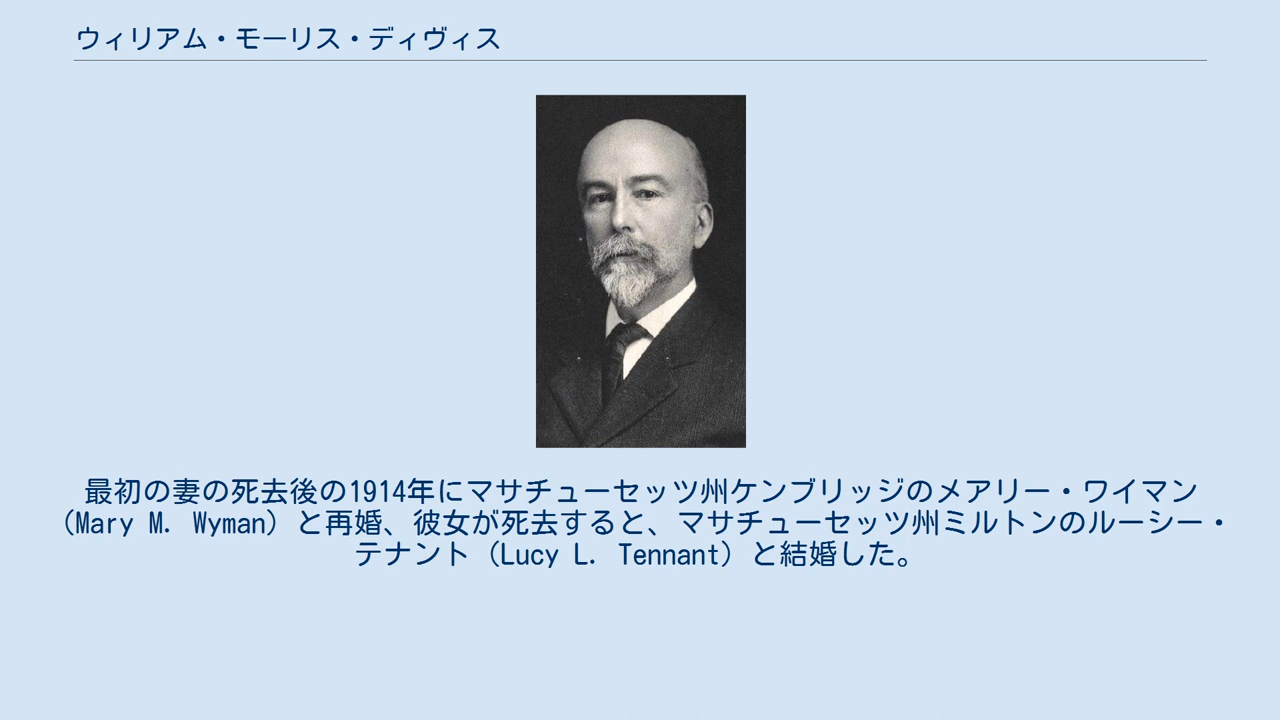 ウィリアム・モーリス・ディヴィス
最初の妻の死去後の1914年にマサチューセッツ州ケンブリッジのメアリー・ワイマン
（Mary M. Wyman）と再婚、彼女が死去すると、マサチューセッツ州ミルトンのルーシー・
テナント（Lucy L. Tennant）と結婚した。